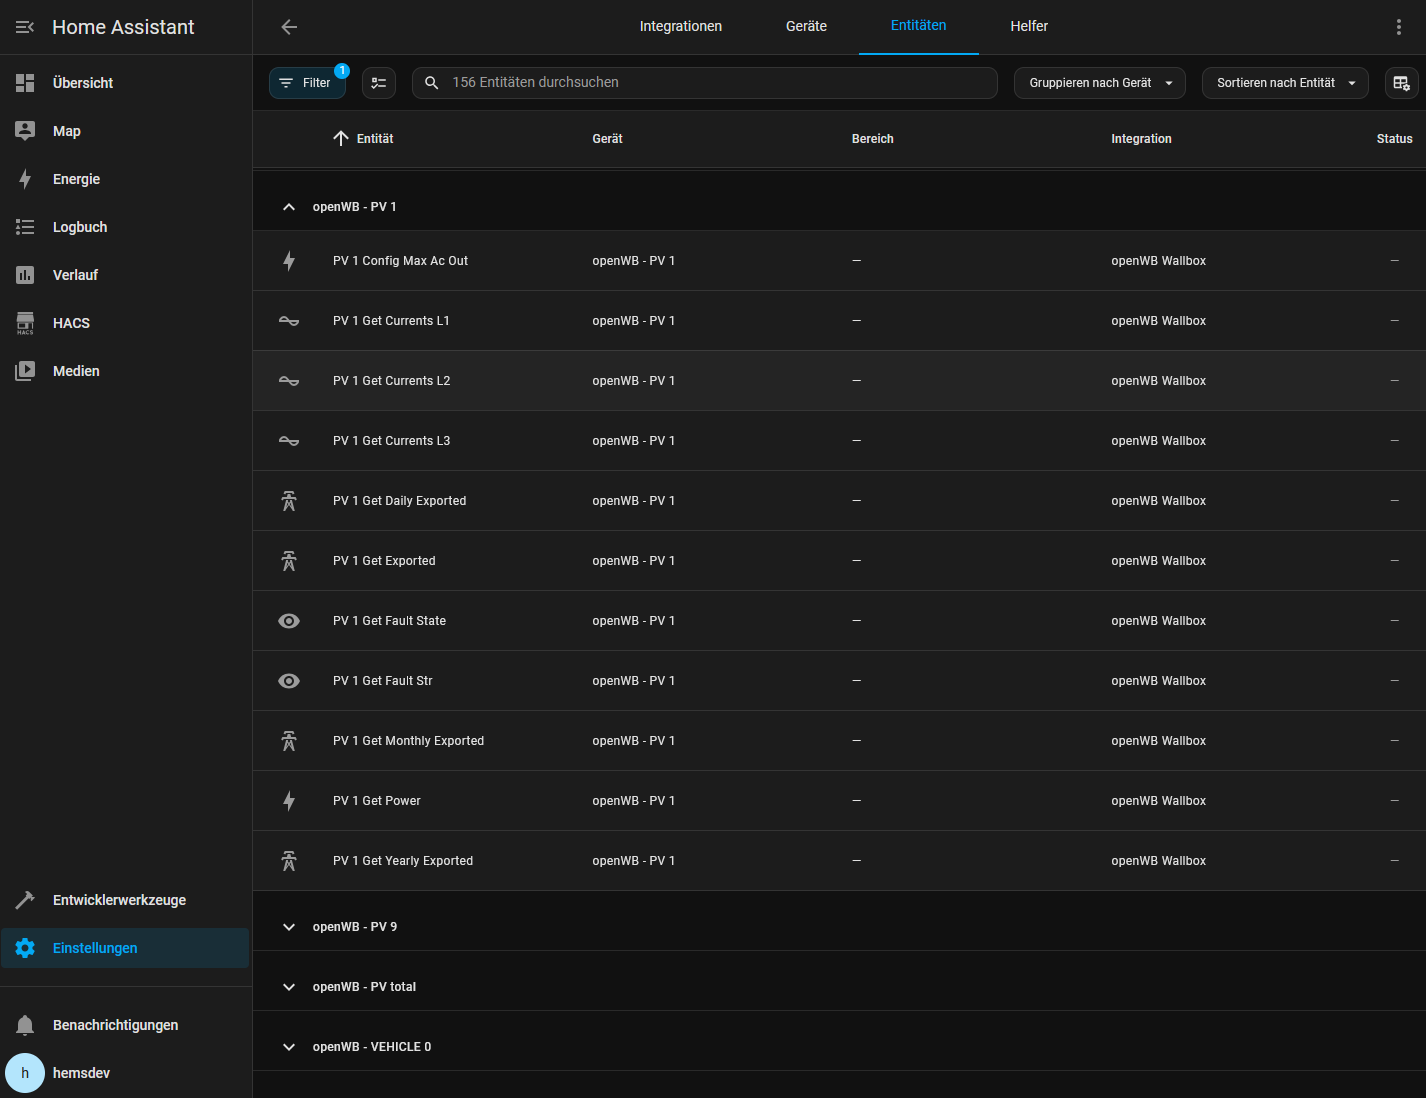 Home Assistant
Übersicht
Map
Energie
Logbuch
Verlauf
HACS
HACS
Medien
Entwicklerwerkzeuge
Einstellungen
Benachrichtigungen
h hemsdev
Integrationen Geräte Entitäten Helfer
Filter 1 156 Entitäten durchsuchen Gruppieren nach Gerät Sortieren nach Entität
Entität Gerät Bereich Integration Status
openWB - PV 1
PV 1 Config Max Ac Out openWB - PV 1 — openWB Wallbox —
PV 1 Get Currents L1 openWB - PV 1 — openWB Wallbox —
PV 1 Get Currents L2 openWB - PV 1 — openWB Wallbox —
PV 1 Get Currents L3 openWB - PV 1 — openWB Wallbox —
PV 1 Get Daily Exported openWB - PV 1 — openWB Wallbox —
PV 1 Get Exported openWB - PV 1 — openWB Wallbox —
PV 1 Get Fault State openWB - PV 1 — openWB Wallbox —
PV 1 Get Fault Str openWB - PV 1 — openWB Wallbox —
PV 1 Get Monthly Exported openWB - PV 1 — openWB Wallbox —
PV 1 Get Power openWB - PV 1 — openWB Wallbox —
PV 1 Get Yearly Exported openWB - PV 1 — openWB Wallbox —
openWB - PV 9
openWB - PV total
openWB - VEHICLE 0